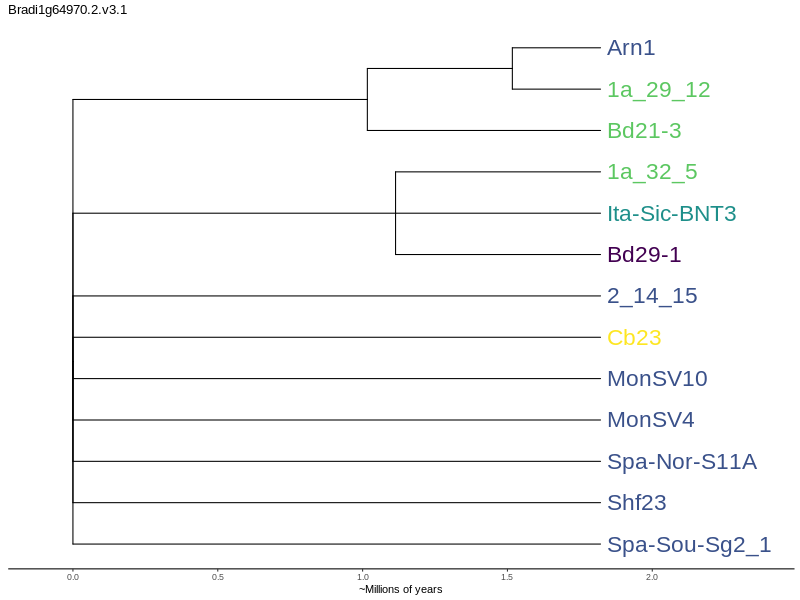 Bradi1g64970.2.v3.1
Arn1
1a_29_12
Bd21-3
1a_32_5
Ita-Sic-BNT3
Bd29-1
2_14_15
Cb23
MonSV10
MonSV4
Spa-Nor-S11A
Shf23
Spa-Sou-Sg2_1
0.0 0.5 1.0 1.5 2.0
~Millions of years